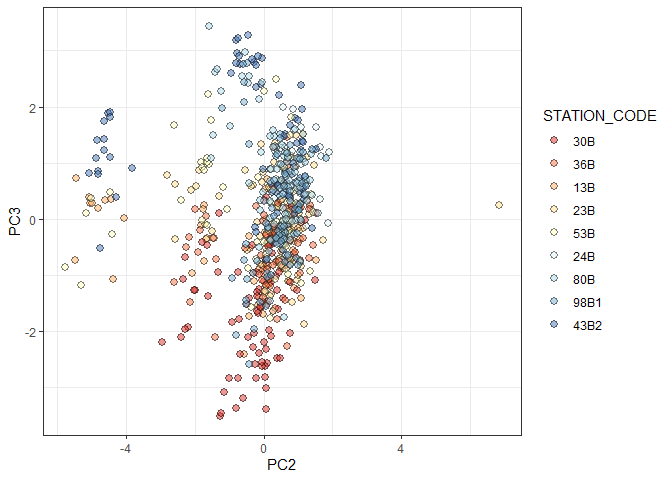 STATION_CODE
30B
36B
13B
23B
53B
24B
80B
98B1
43B2
PC3
2
0
-2
-4
0
4
PC2